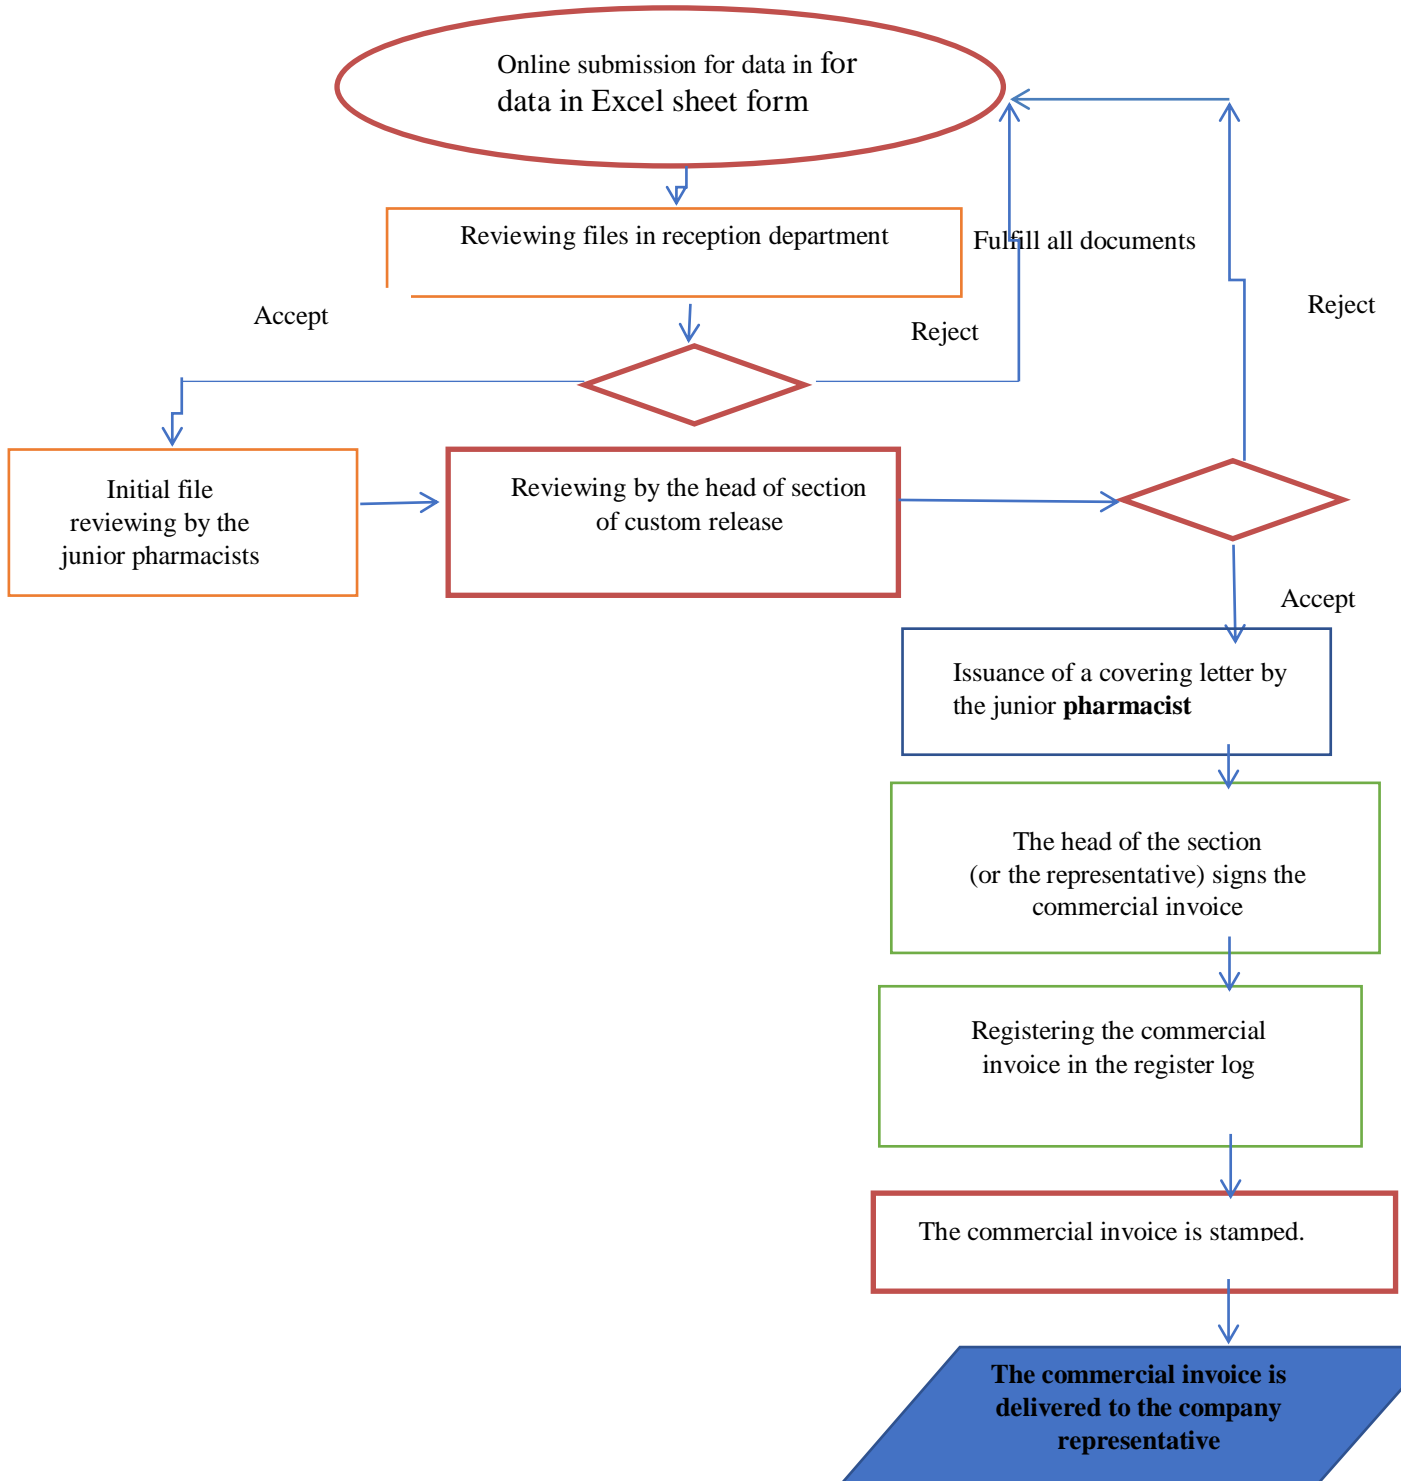 Online submission for data in for
data in Excel sheet form
Reviewing files in reception department
Fulfill all documents
Accept
Reject
Reject
Initial file
reviewing by the
junior pharmacists
Reviewing by the head of section
of custom release
Accept
Issuance of a covering letter by
the junior pharmacist
The head of the section
(or the representative) signs the
commercial invoice
Registering the commercial
invoice in the register log
The commercial invoice is stamped.
The commercial invoice is
delivered to the company
representative